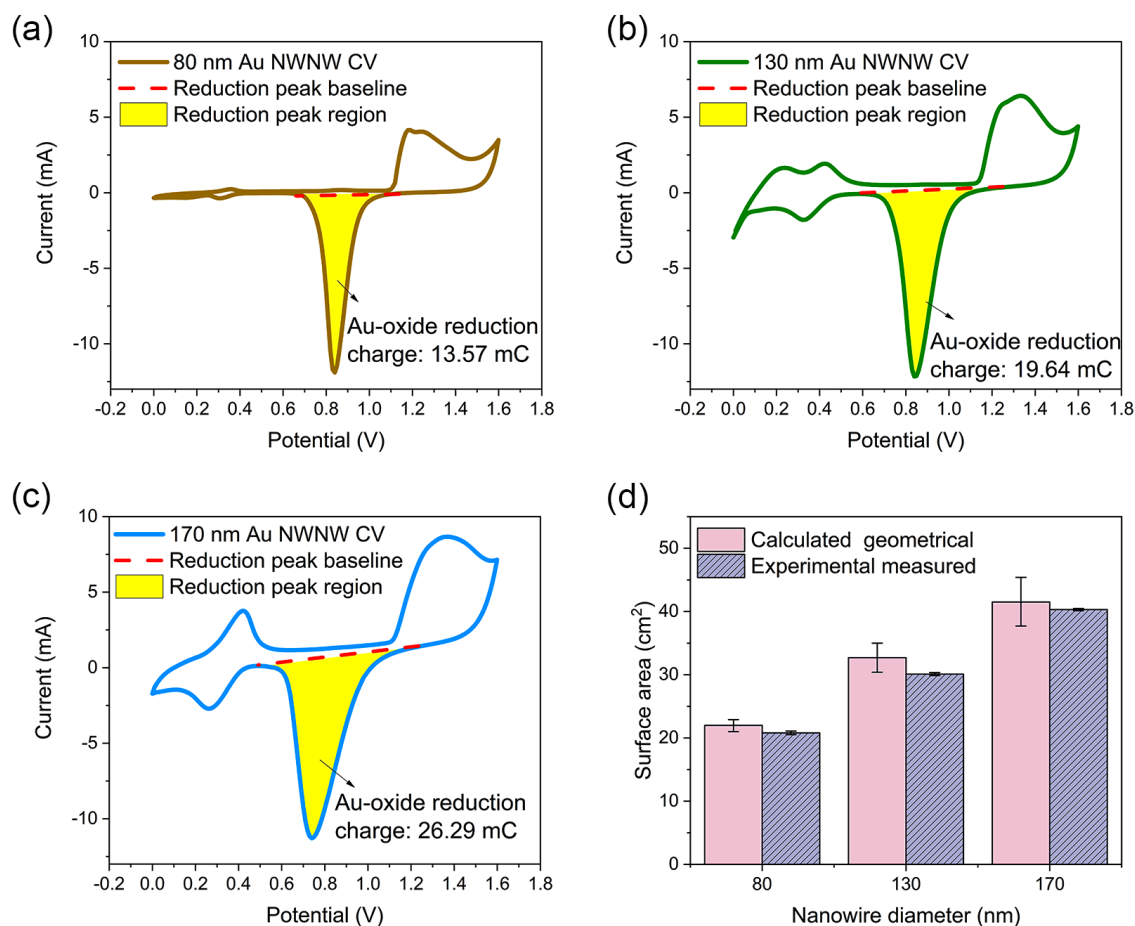 (a)
80 nm Au NWNW CV
Reduction peak baseline
Reduction peak region
Au-oxide reduction
charge: 13.57 mC
10
5
0
-5
-10
Current (mA)
-0.2 0.0 0.2 0.4 0.6 0.8 1.0 1.2 1.4 1.6 1.8
Potential (V)
(b)
130 nm Au NWNW CV
Reduction peak baseline
Reduction peak region
Au-oxide reduction
charge: 19.64 mC
10
5
0
-5
-10
Current (mA)
-0.2 0.0 0.2 0.4 0.6 0.8 1.0 1.2 1.4 1.6 1.8
Potential (V)
(c)
170 nm Au NWNW CV
Reduction peak baseline
Reduction peak region
Au-oxide reduction
charge: 26.29 mC
10
5
0
-5
-10
Current (mA)
-0.2 0.0 0.2 0.4 0.6 0.8 1.0 1.2 1.4 1.6 1.8
Potential (V)
(d)
Calculated geometrical
Experimental measured
50
40
30
20
10
0
Surface area (cm²)
80 130 170
Nanowire diameter (nm)